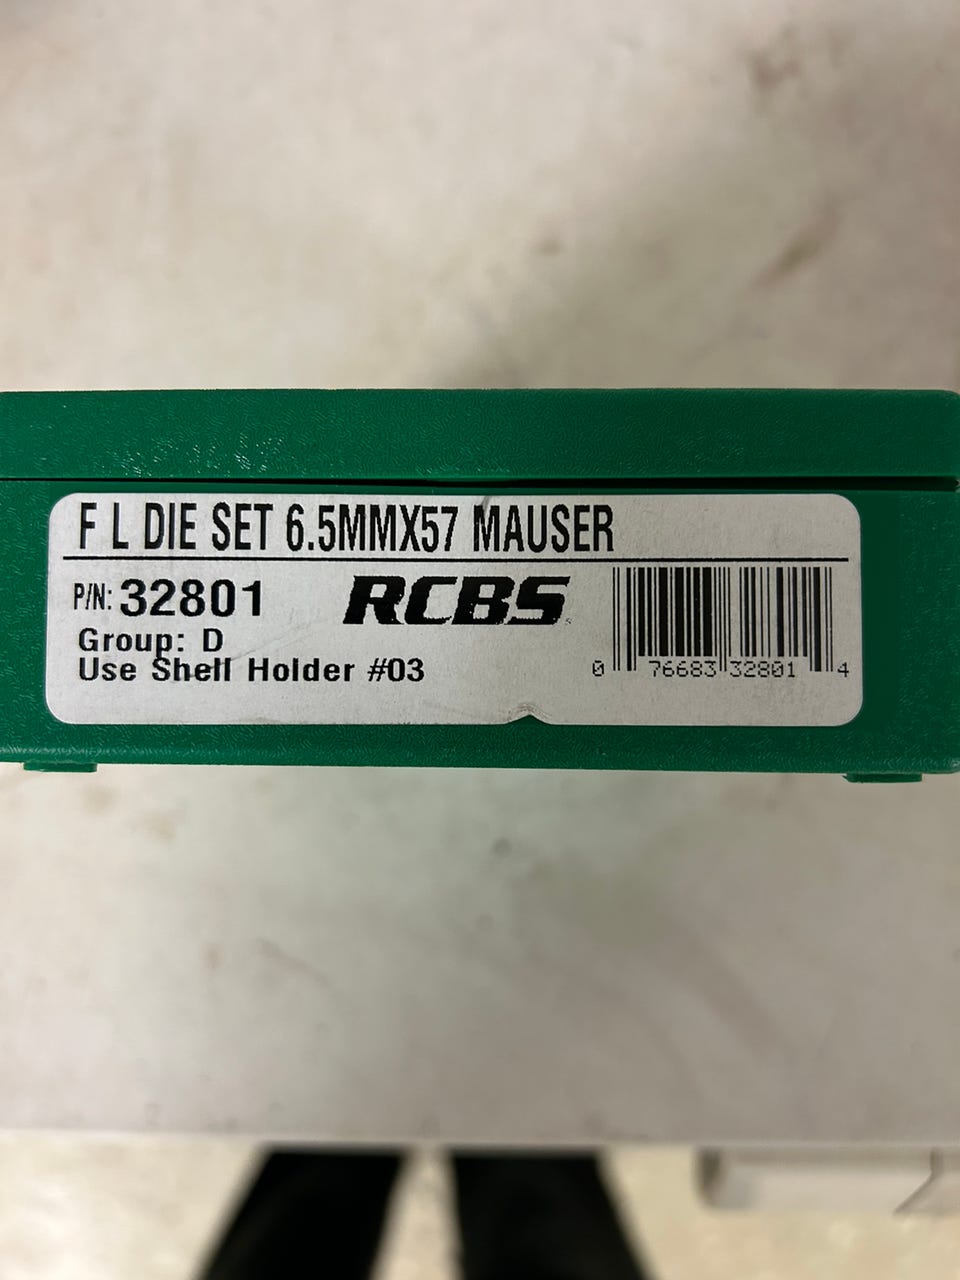 F L DIE SET 6.5MMX57 MAUSER
P/N: 32801
RCBS
Group: D
Use Shell Holder #03
0 76683 32801 4